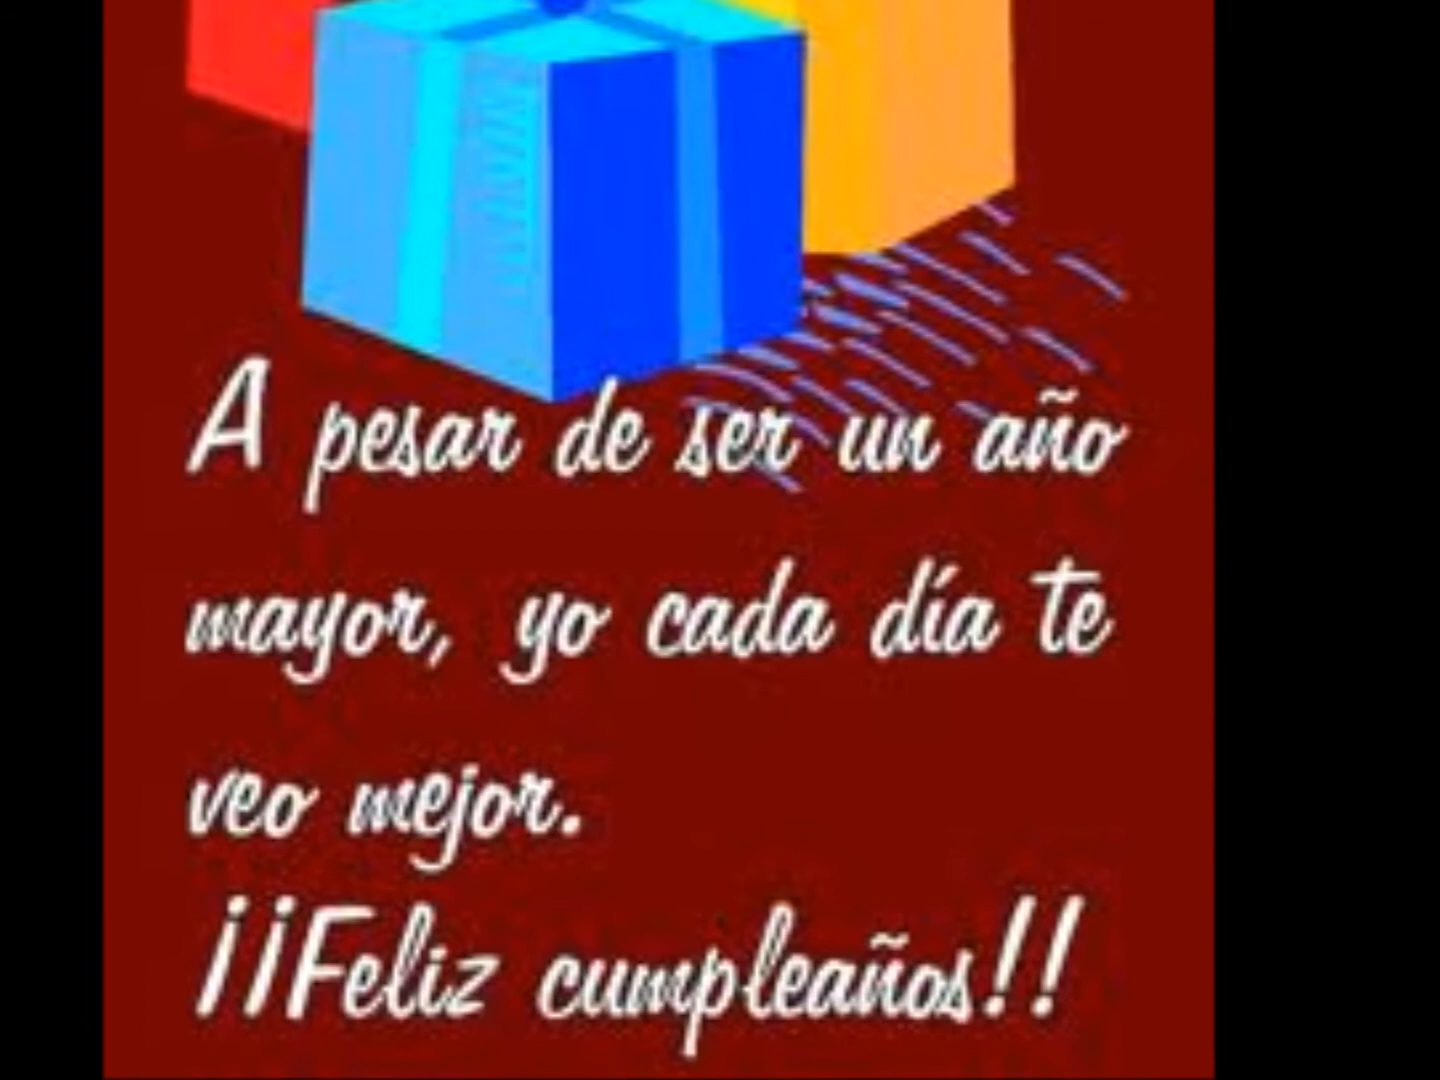 A pesar de ser un año
mayor, yo cada día te
veo mejor.
¡¡Feliz cumpleaños!!